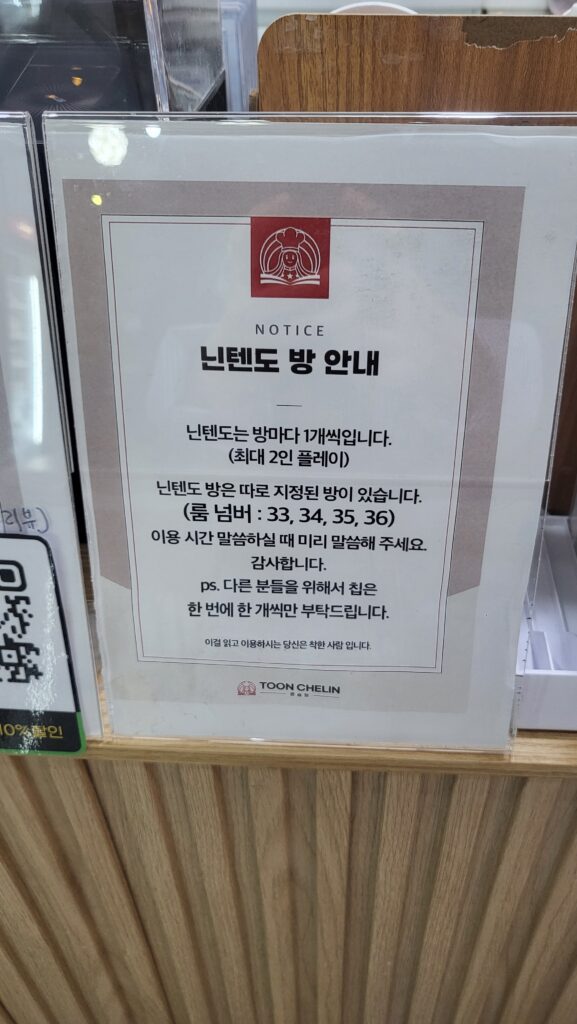 NOTICE
닌텐도 방 안내
닌텐도는 방마다 1개씩입니다.
(최대 2인 플레이)
닌텐도 방은 따로 지정된 방이 있습니다.
(룸 넘버 : 33, 34, 35, 36)
이용 시간 말씀하실 때 미리 말씀해 주세요.
감사합니다.
ps. 다른 분들을 위해서 칩은
한 번에 한 개씩만 부탁드립니다.
이걸 읽고 이용하시는 당신은 착한 사람 입니다.
TOON CHELIN
리뷰(
10% 할인